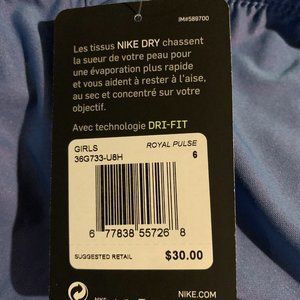 IM#589700
Les tissus NIKE DRY chassent
la sueur de votre peau pour
une évaporation plus rapide
et vous aident à rester à l'aise,
au sec et concentré sur votre
objectif.
Avec technologie DRI-FIT
GIRLS ROYAL PULSE
36G733-U8H 6
6 77838 55726 8
SUGGESTED RETAIL $30.00
NIKE.COM
NIKE